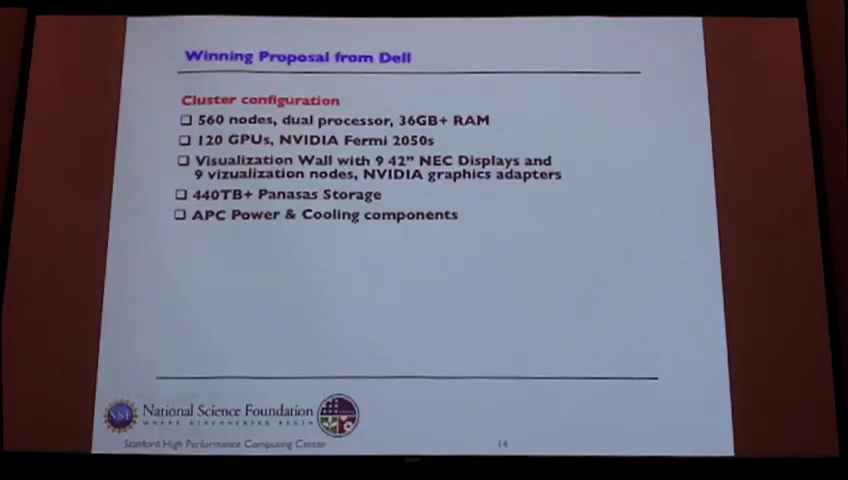 Winning Proposal from Dell
Cluster configuration
560 nodes, dual processor, 36GB+ RAM
120 GPUs, NVIDIA Fermi 2050s
Visualization Wall with 9 42" NEC Displays and
9 vizualization nodes, NVIDIA graphics adapters
440TB+ Panasas Storage
APC Power & Cooling components
NSF
National Science Foundation
WHERE DISCOVERIES BEGIN
Stanford High Performance Computing Center
14